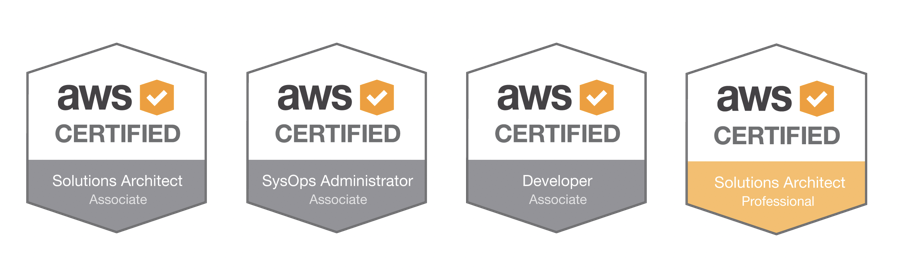 aws
CERTIFIED
Solutions Architect
Associate
aws
CERTIFIED
SysOps Administrator
Associate
aws
CERTIFIED
Developer
Associate
aws
CERTIFIED
Solutions Architect
Professional